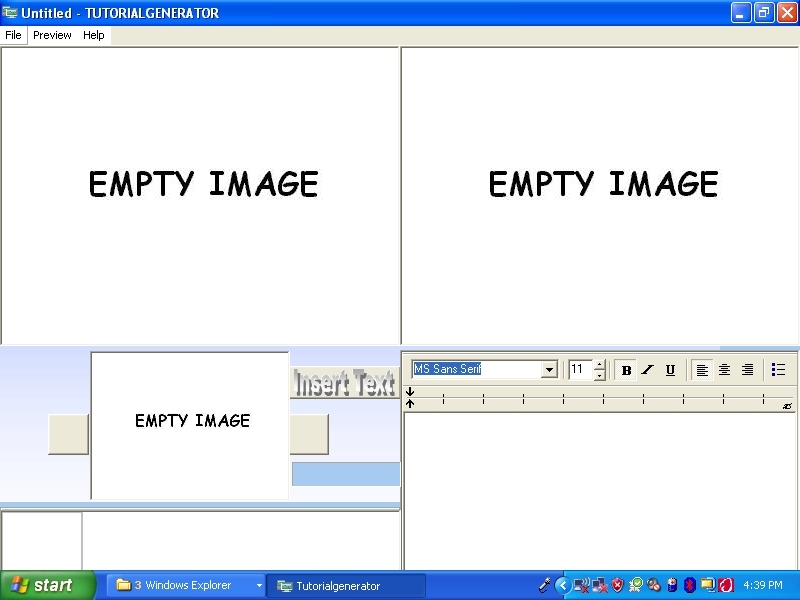 Untitled - TUTORIALGENERATOR
File Preview Help
EMPTY IMAGE EMPTY IMAGE
Insert Text
MS Sans Serif 11 B I U
EMPTY IMAGE
start 3 Windows Explorer Tutorialgenerator 4:39 PM